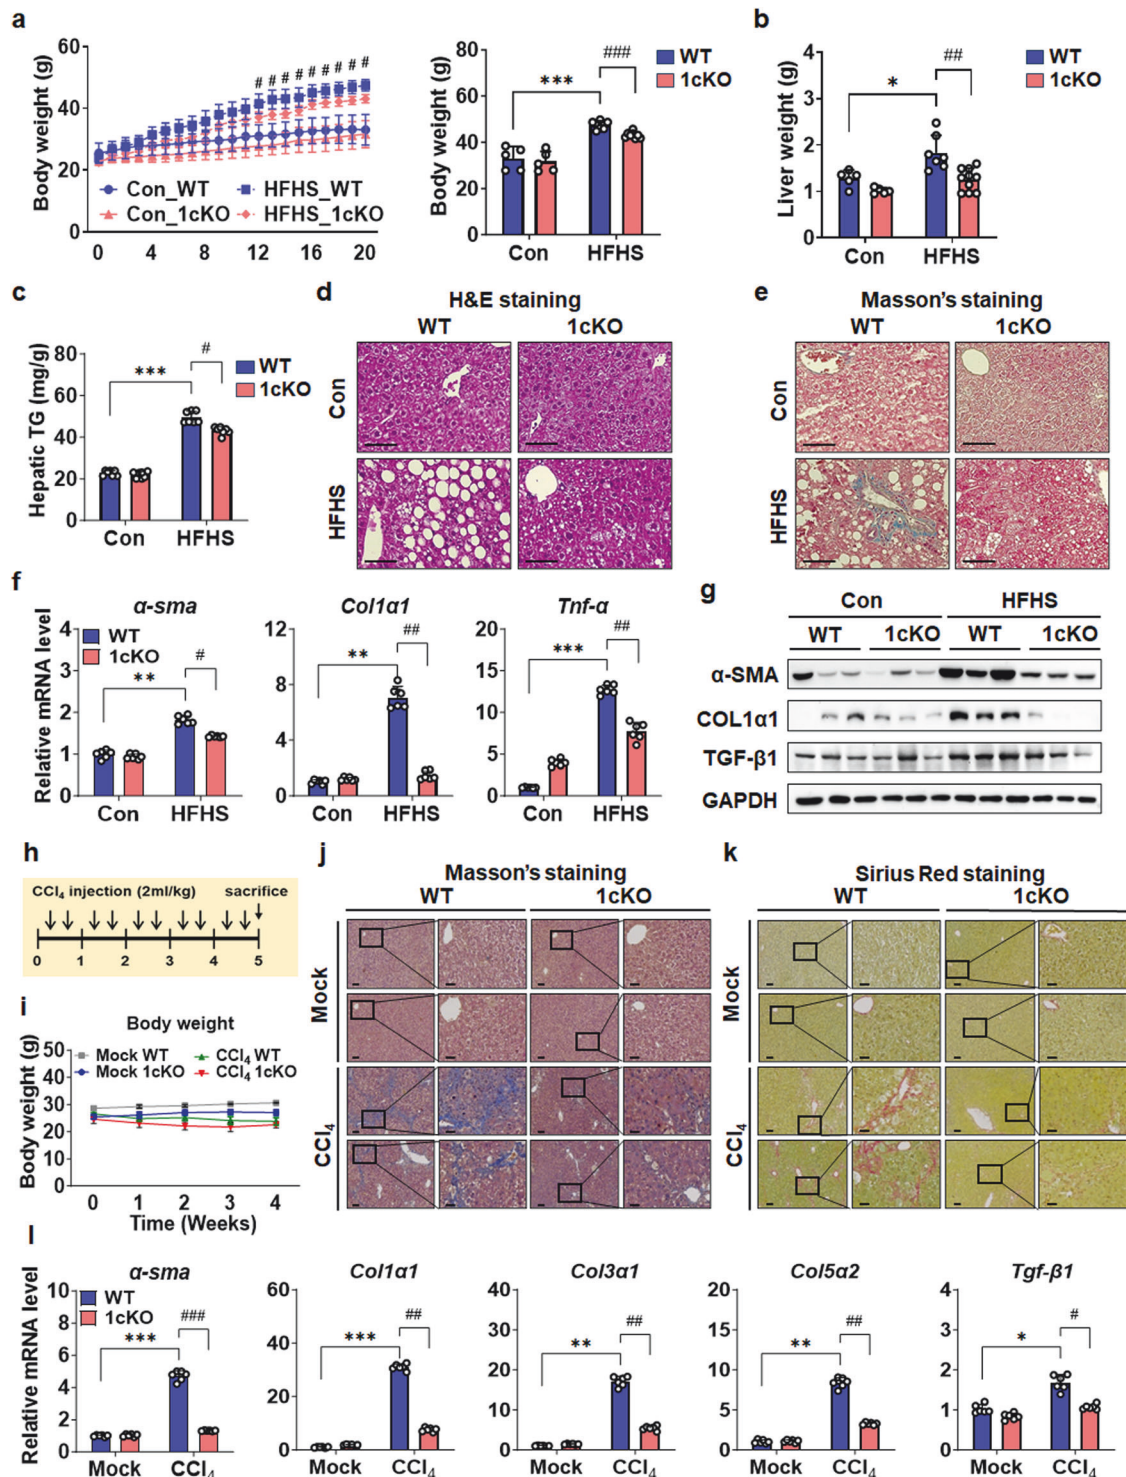 a
Body weight (g)
60
40
20
0
Con_WT
HFHS_WT
Con_1cKO
HFHS_1cKO
# # # # # # # # #
0 4 8 12 16 20
Body weight (g)
80
60
40
20
0
***
###
WT
1cKO
Con HFHS
b
Liver weight (g)
4
3
2
1
0
*
##
WT
1cKO
Con HFHS
c
Hepatic TG (mg/g)
80
60
40
20
0
***
#
WT
1cKO
Con HFHS
d
H&E staining
WT 1cKO
Con
HFHS
e
Masson's staining
WT 1cKO
Con
HFHS
f
Relative mRNA level
α-sma
4
3
2
1
0
WT
1cKO
**
#
Con HFHS
Col1α1
12
8
4
0
**
##
Con HFHS
Tnf-α
20
15
10
5
0
***
##
Con HFHS
g
Con HFHS
WT 1cKO WT 1cKO
α-SMA
COL1α1
TGF-β1
GAPDH
h
CCl₄ injection (2ml/kg) sacrifice
0 1 2 3 4 5
i
Body weight
Body weight (g)
50
40
30
20
10
0
Mock WT
CCl₄ WT
Mock 1cKO
CCl₄ 1cKO
0 1 2 3 4
Time (Weeks)
j
Masson's staining
WT 1cKO
Mock
CCl₄
k
Sirius Red staining
WT 1cKO
Mock
CCl₄
l
Relative mRNA level
α-sma
10
8
6
4
2
0
WT
1cKO
***
###
Mock CCl₄
Col1α1
60
40
20
0
***
##
Mock CCl₄
Col3α1
40
30
20
10
0
**
##
Mock CCl₄
Col5α2
20
15
10
5
0
**
##
Mock CCl₄
Tgf-β1
4
3
2
1
0
*
#
Mock CCl₄